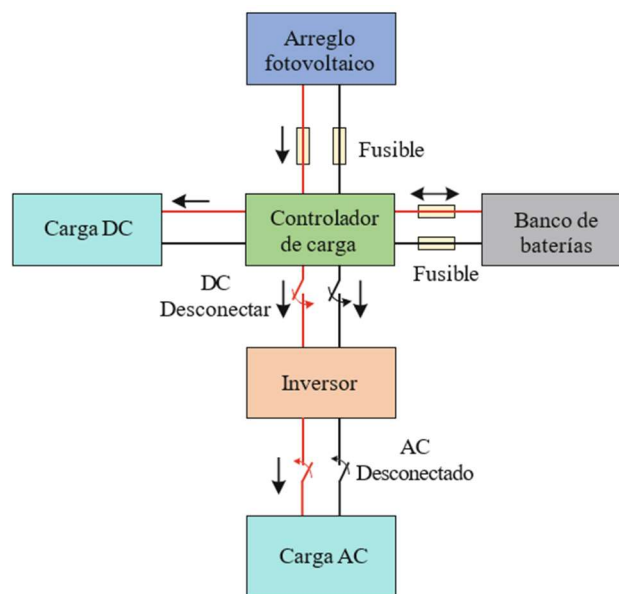 Arreglo
fotovoltaico
Fusible
Carga DC
Controlador
de carga
Banco de
baterías
Fusible
DC
Desconectar
Inversor
AC
Desconectado
Carga AC